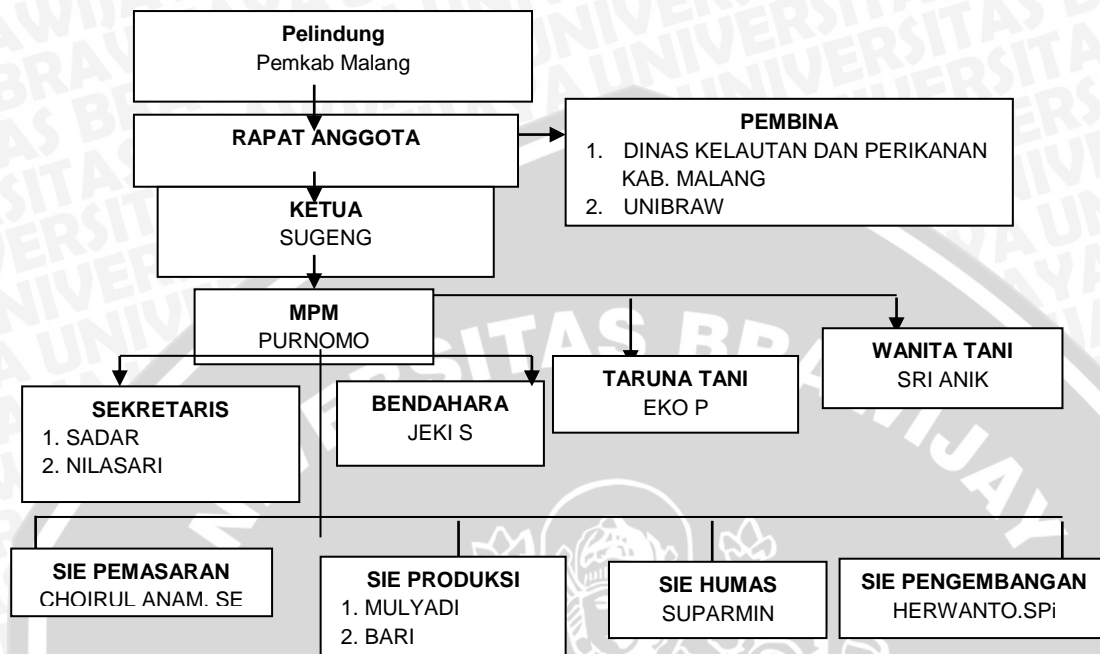 Pelindung
Pemkab Malang
RAPAT ANGGOTA
PEMBINA
1. DINAS KELAUTAN DAN PERIKANAN
KAB. MALANG
2. UNIBRAW
KETUA
SUGENG
MPM
PURNOMO
WANITA TANI
SRI ANIK
TARUNA TANI
EKO P
BENDAHARA
JEKI S
SEKRETARIS
1. SADAR
2. NILASARI
SIE PEMASARAN
CHOIRUL ANAM. SE
SIE PRODUKSI
1. MULYADI
2. BARI
SIE HUMAS
SUPARMIN
SIE PENGEMBANGAN
HERWANTO.SPi